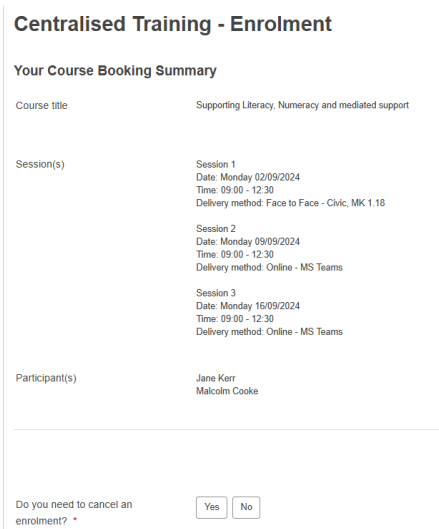 Centralised Training - Enrolment
Your Course Booking Summary
Course title
Supporting Literacy, Numeracy and mediated support
Session(s)
Session 1
Date: Monday 02/09/2024
Time: 09:00 - 12:30
Delivery method: Face to Face - Civic, MK 1.18
Session 2
Date: Monday 09/09/2024
Time: 09:00 - 12:30
Delivery method: Online - MS Teams
Session 3
Date: Monday 16/09/2024
Time: 09:00 - 12:30
Delivery method: Online - MS Teams
Participant(s)
Jane Kerr
Malcolm Cooke
Do you need to cancel an
enrolment? *
Yes No